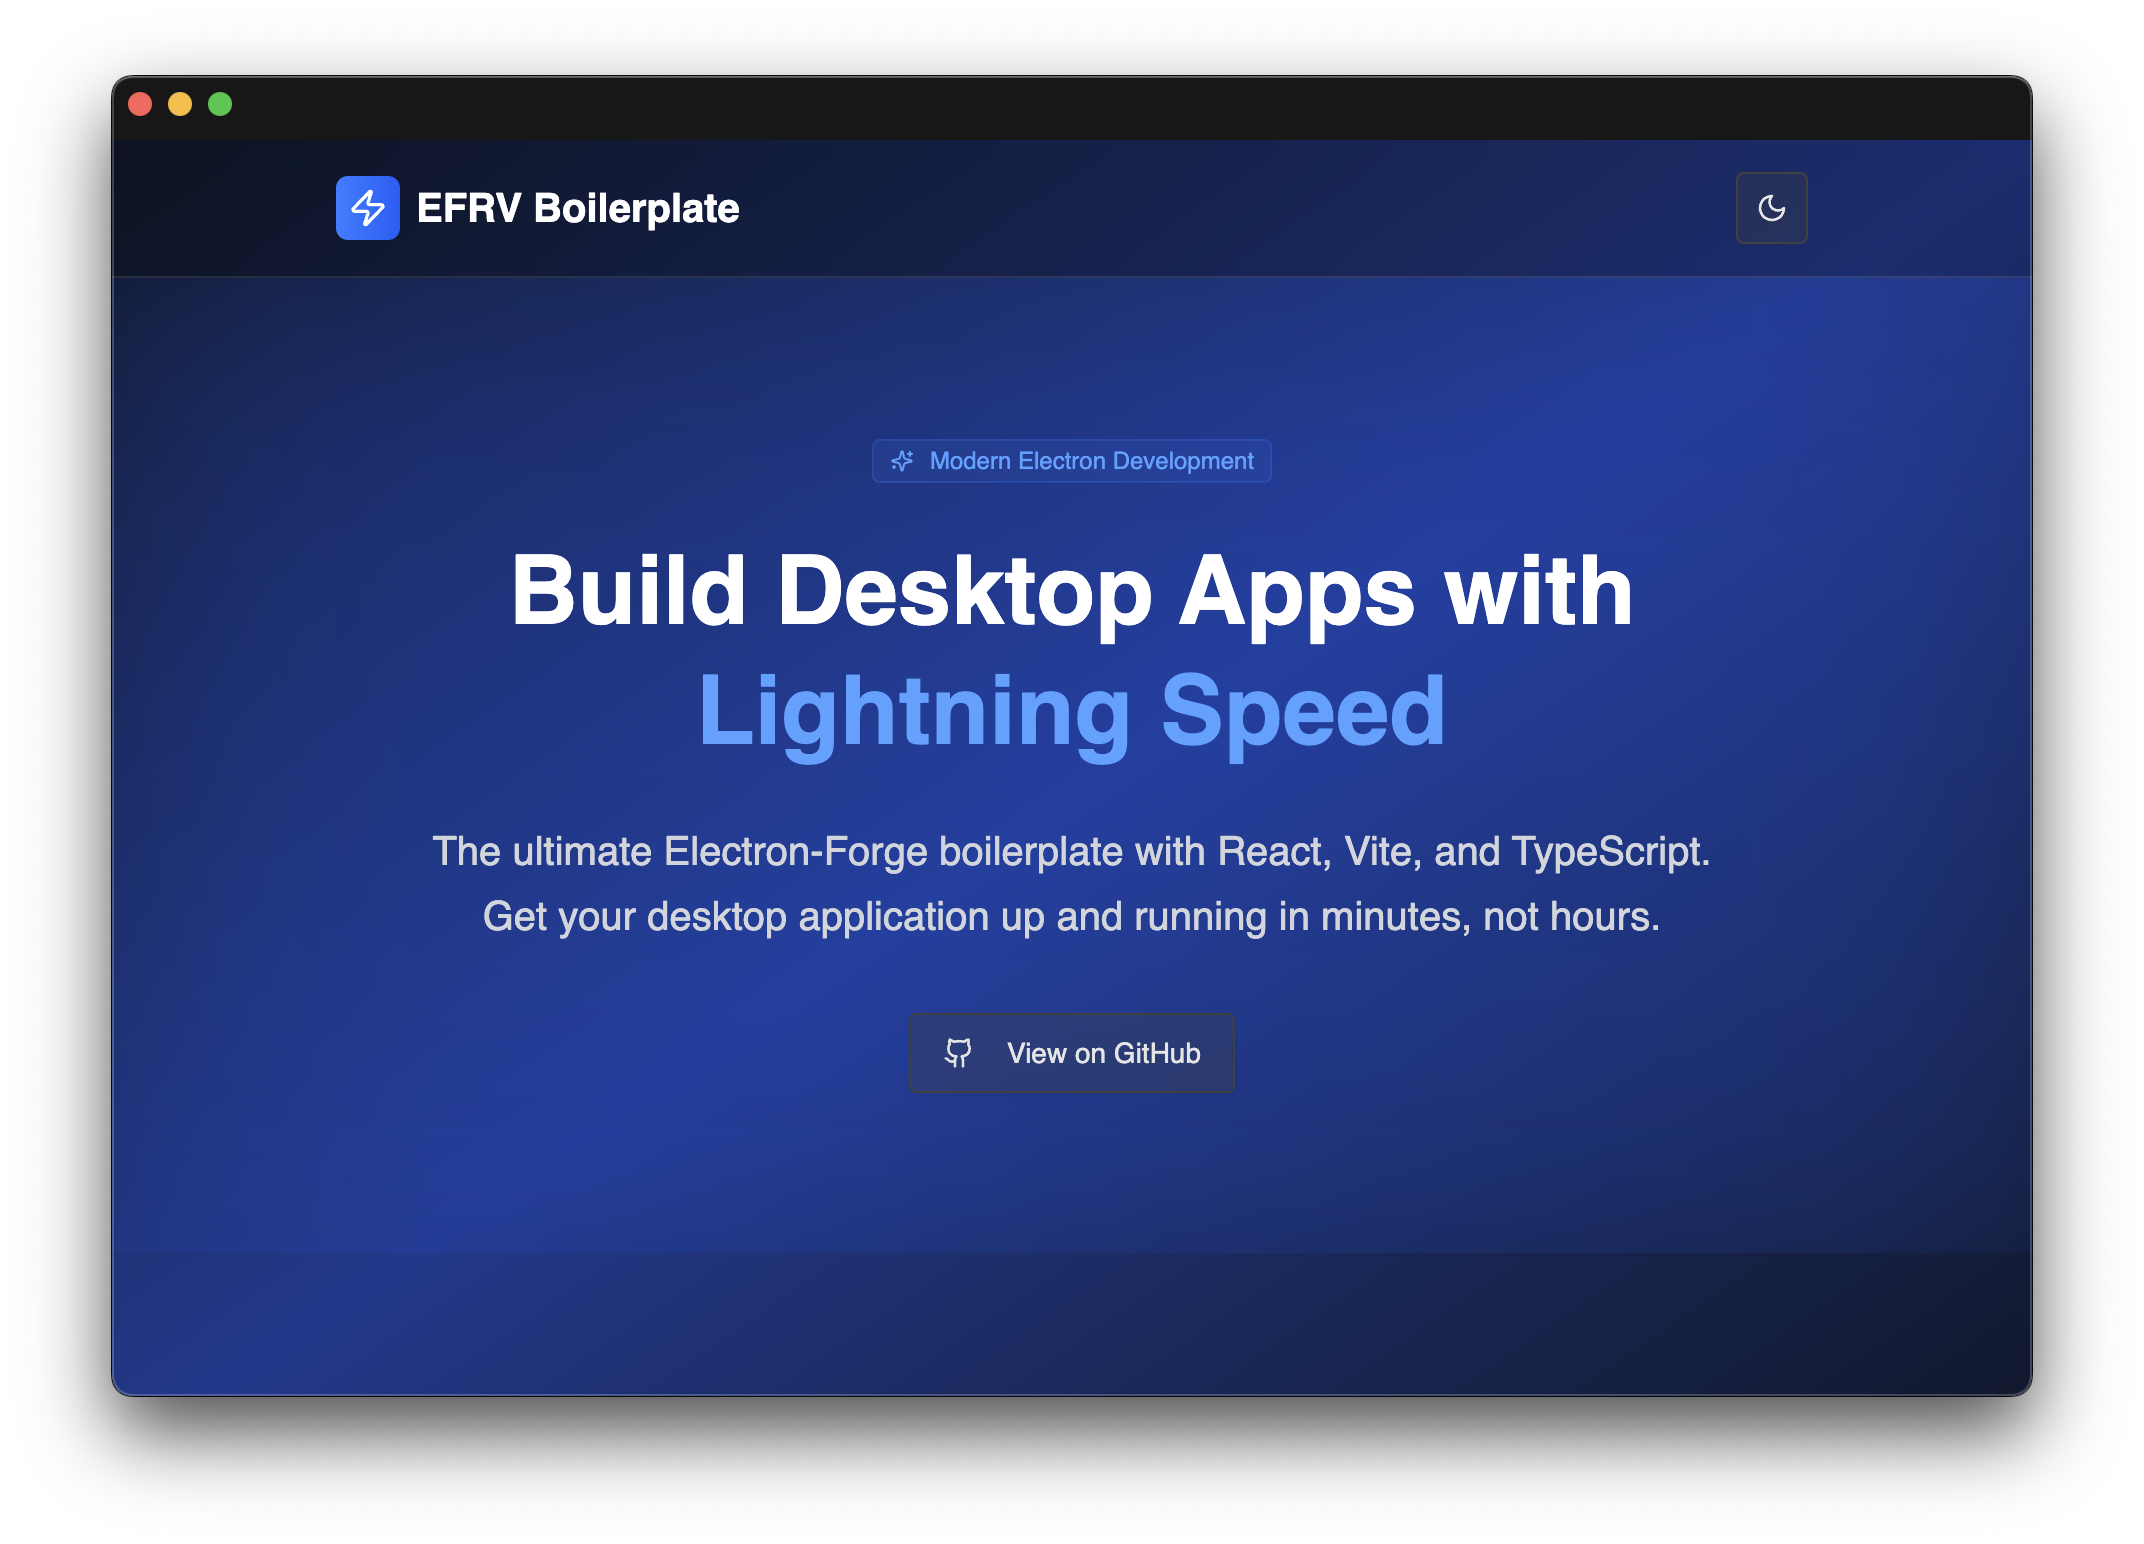 EFRV Boilerplate
Modern Electron Development
Build Desktop Apps with
Lightning Speed
The ultimate Electron-Forge boilerplate with React, Vite, and TypeScript.
Get your desktop application up and running in minutes, not hours.
View on GitHub